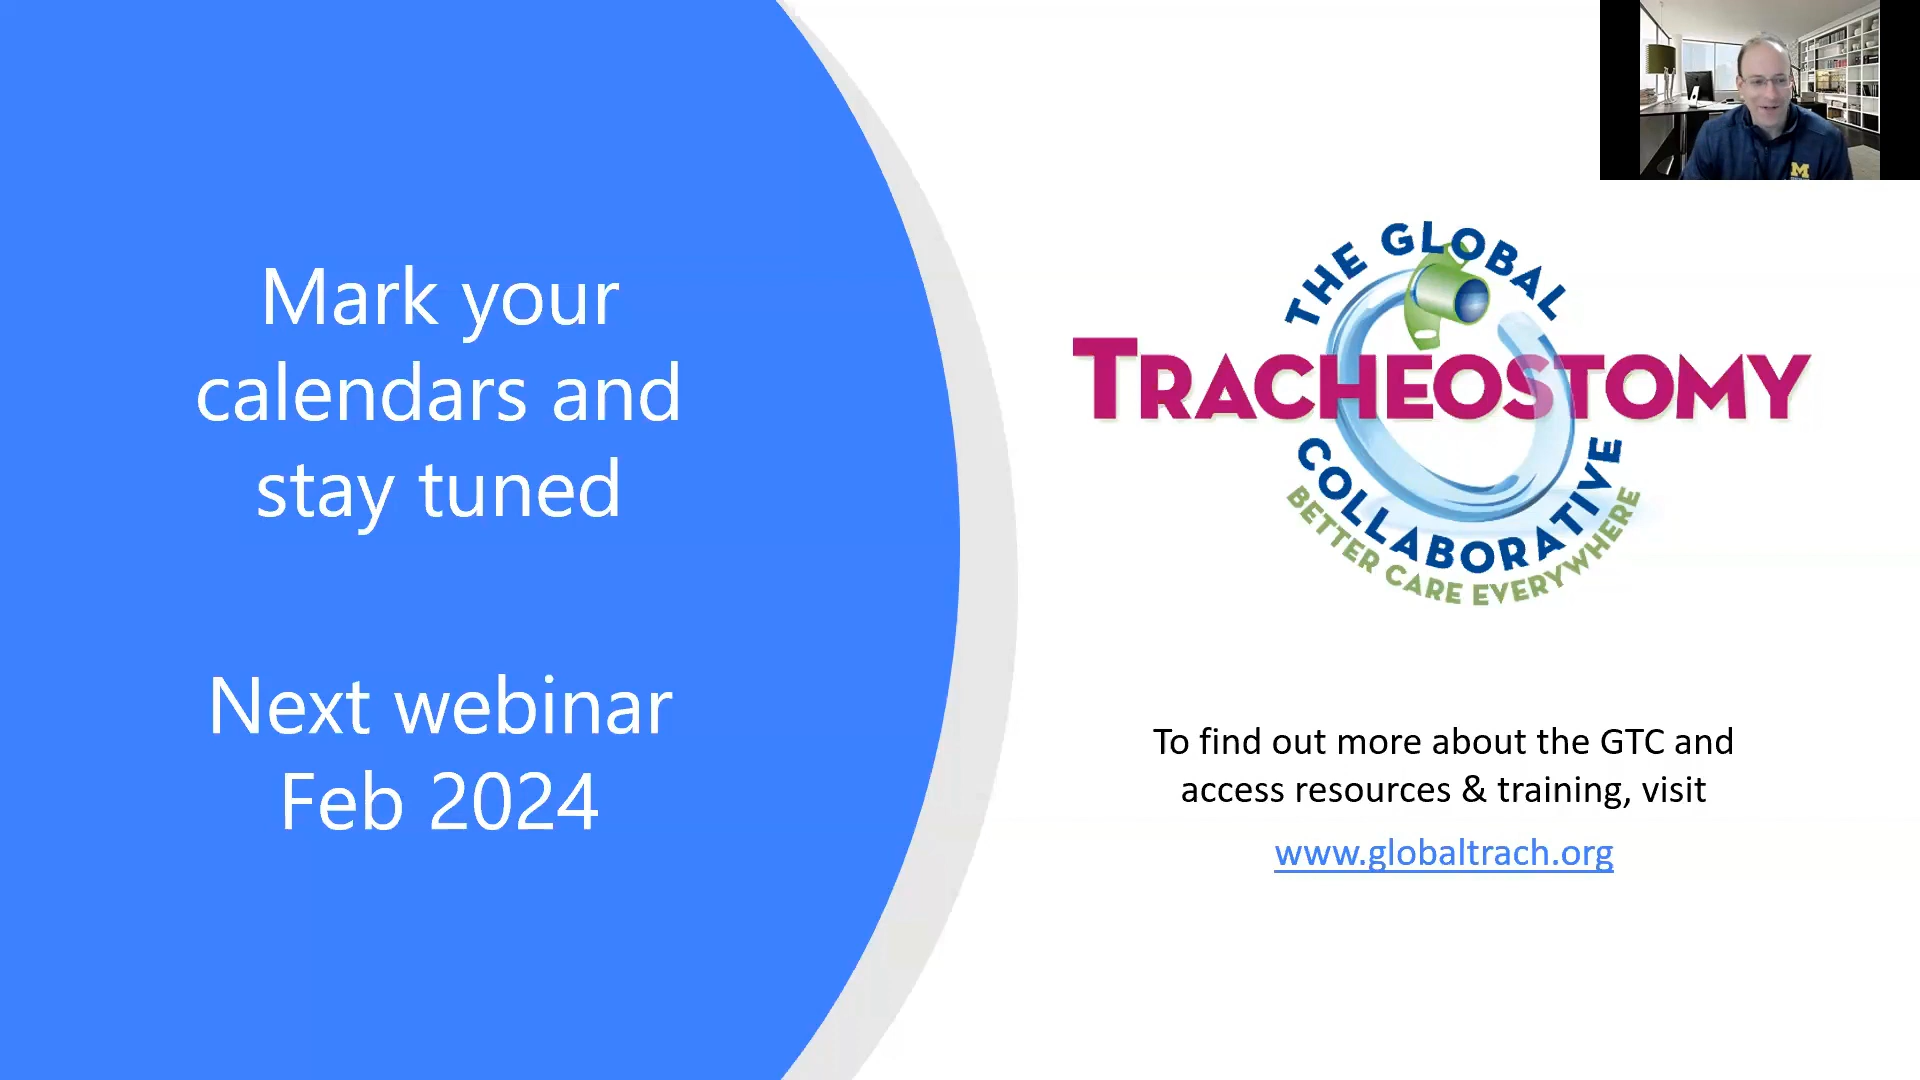 Mark your
calendars and
stay tuned
Next webinar
Feb 2024
THE GLOBAL
TRACHEOSTOMY
COLLABORATIVE
BETTER CARE EVERYWHERE
To find out more about the GTC and
access resources & training, visit
www.globaltrach.org
M